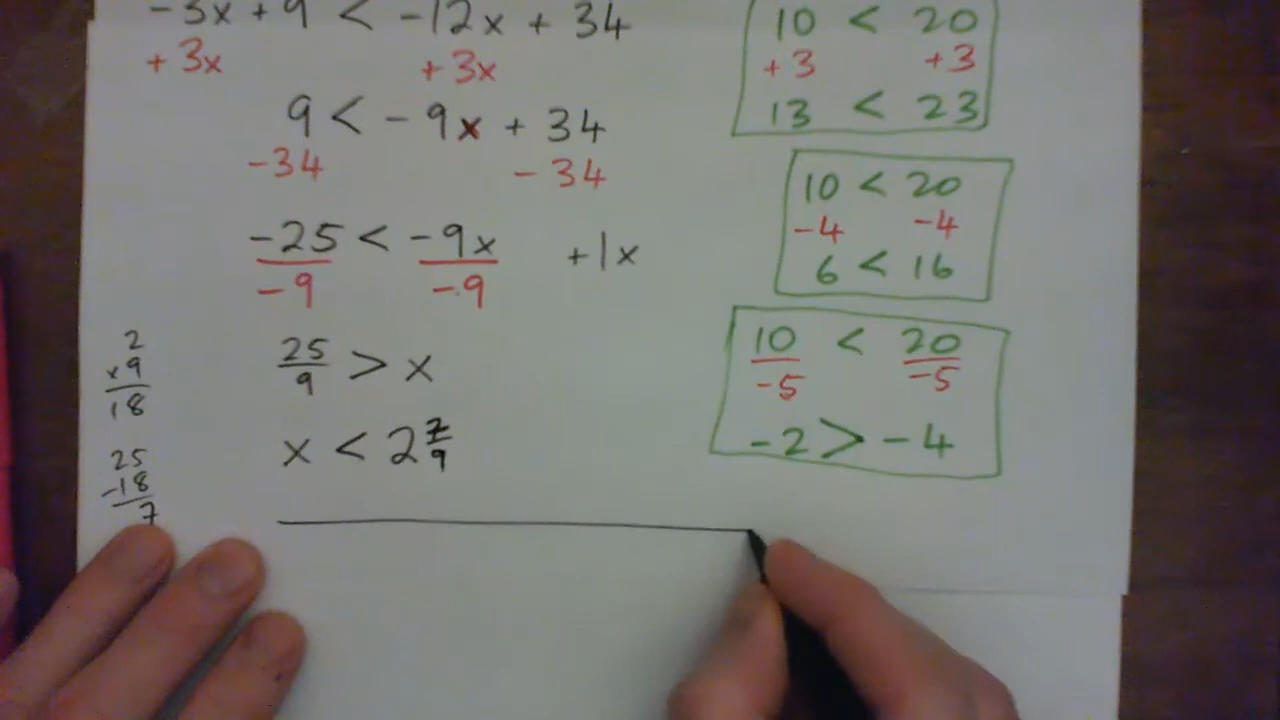 -3x + 9 < -12x + 34
+ 3x + 3x
9 < - 9x + 34
-34 - 34
-25 < -9x + 1x
-9 -9
25/9 > x
x < 2 7/9
2
x 9
18
25
-18
7
10 < 20
+3 +3
13 < 23
10 < 20
-4 -4
6 < 16
10 < 20
-5 -5
-2 > -4